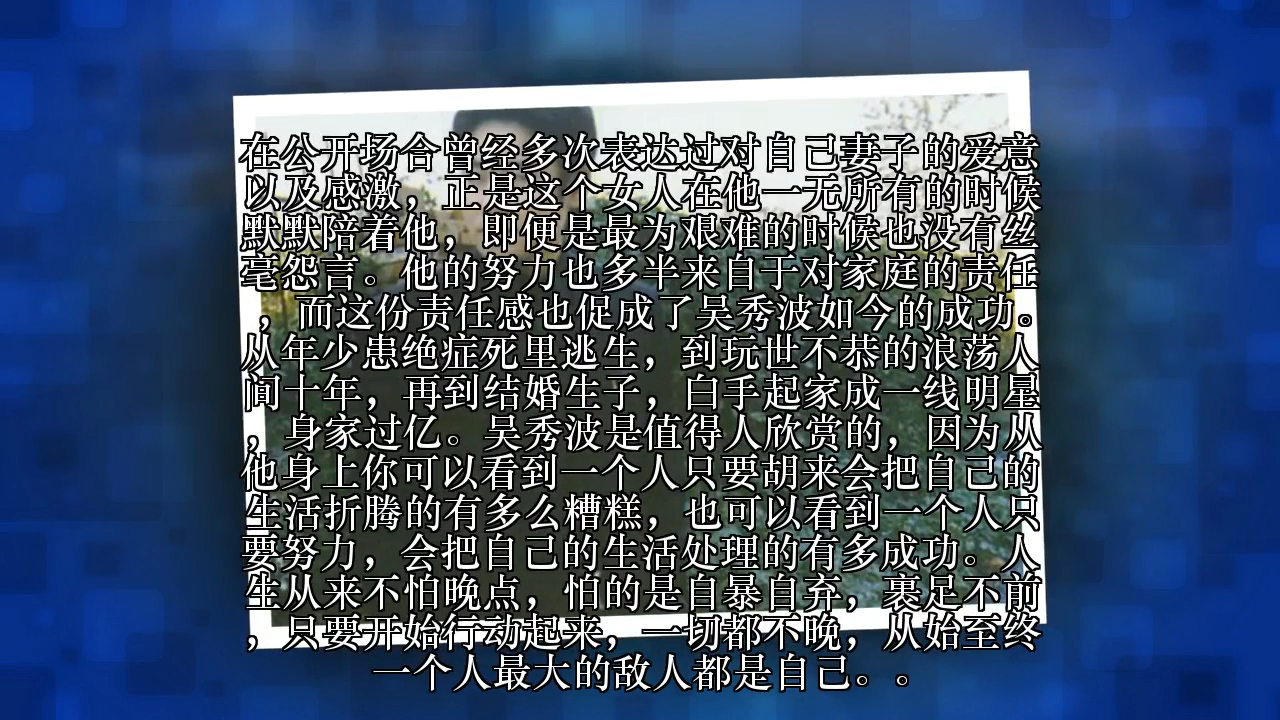 在公开场合曾经多次表达过对自己妻子的爱意
以及感激，正是这个女人在他一无所有的时候
默默陪着他，即便是最为艰难的时候也没有丝
毫怨言。他的努力也多半来自于对家庭的责任
，而这份责任感也促成了吴秀波如今的成功。
从年少患绝症死里逃生，到玩世不恭的浪荡人
间十年，再到结婚生子，白手起家成一线明星
，身家过亿。吴秀波是值得人欣赏的，因为从
他身上你可以看到一个人只要胡来会把自己的
生活折腾的有多么糟糕，也可以看到一个人只
要努力，会把自己的生活处理的有多成功。人
生从来不怕晚点，怕的是自暴自弃，裹足不前
，只要开始行动起来，一切都不晚，从始至终
一个人最大的敌人都是自己。。